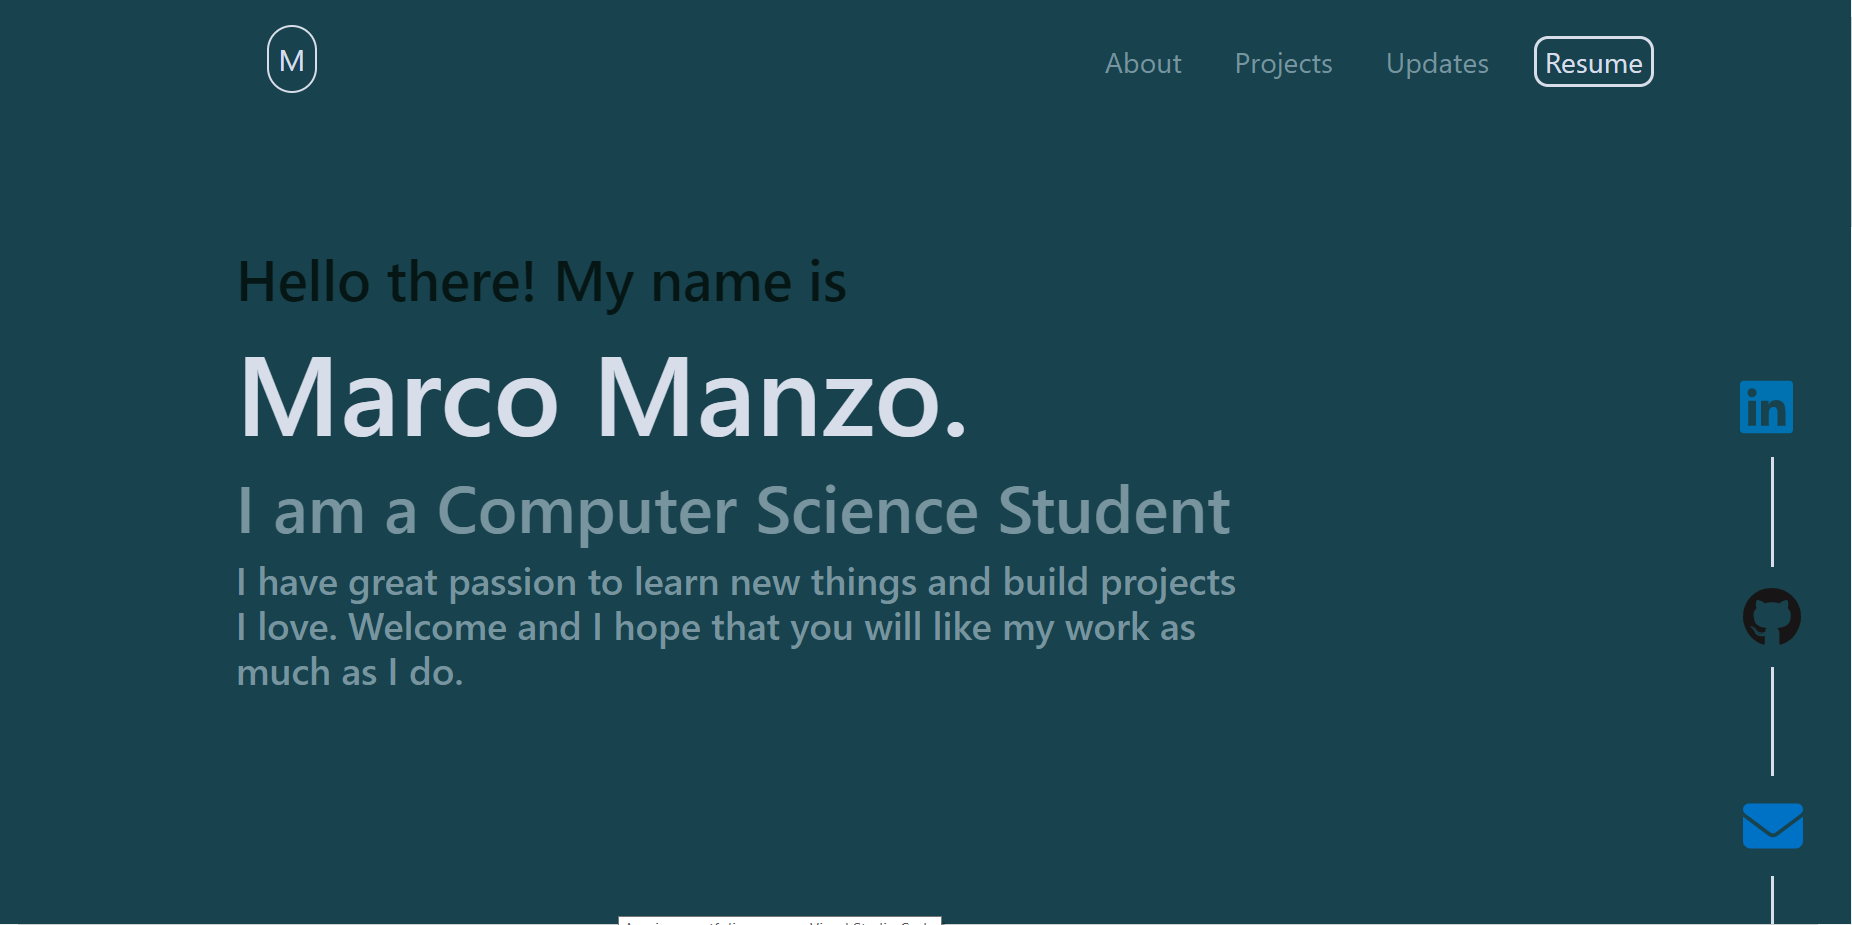 M
About Projects Updates Resume
Hello there! My name is
Marco Manzo.
I am a Computer Science Student
I have great passion to learn new things and build projects
I love. Welcome and I hope that you will like my work as
much as I do.
in